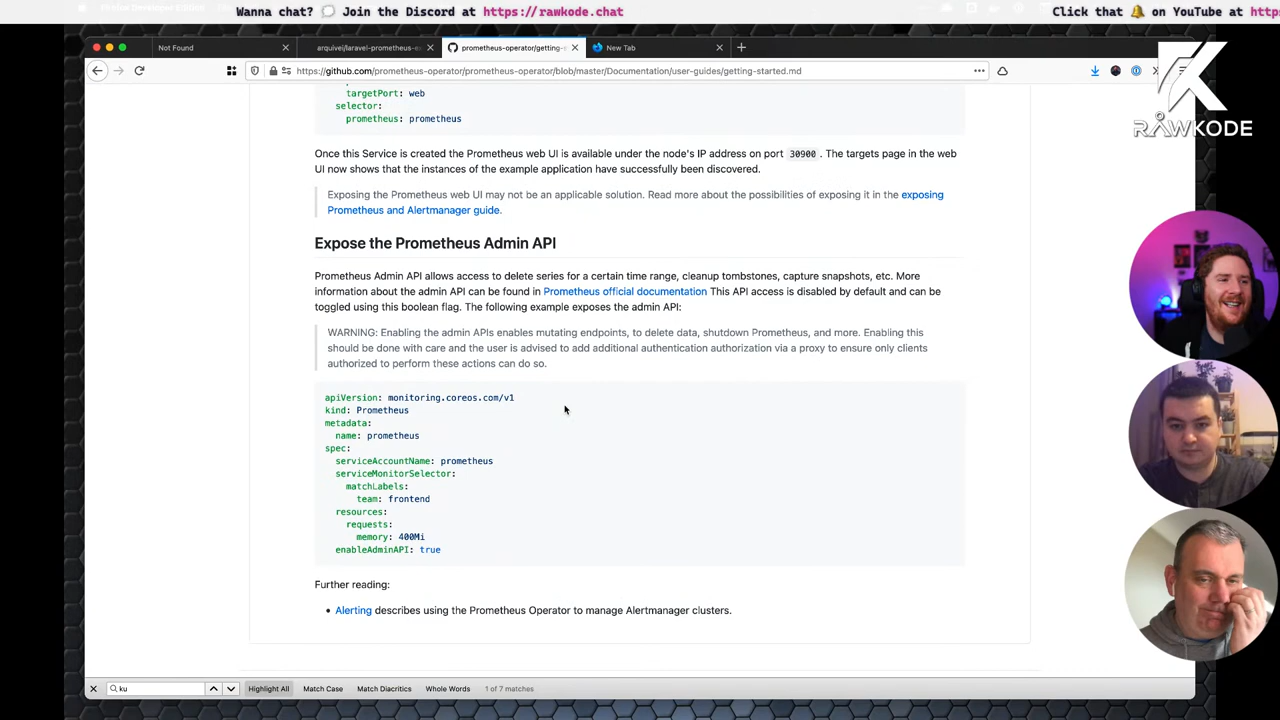 Wanna chat? 💬 Join the Discord at https://rawkode.chat
Click that 🔔 on YouTube at https
Not Found
arquivei/laravel-prometheus-ex
prometheus-operator/getting-s
New Tab
https://github.com/prometheus-operator/prometheus-operator/blob/master/Documentation/user-guides/getting-started.md
RAWKODE
targetPort: web
selector:
prometheus: prometheus
Once this Service is created the Prometheus web UI is available under the node's IP address on port 30900. The targets page in the web
UI now shows that the instances of the example application have successfully been discovered.
Exposing the Prometheus web UI may not be an applicable solution. Read more about the possibilities of exposing it in the exposing
Prometheus and Alertmanager guide.
Expose the Prometheus Admin API
Prometheus Admin API allows access to delete series for a certain time range, cleanup tombstones, capture snapshots, etc. More
information about the admin API can be found in Prometheus official documentation This API access is disabled by default and can be
toggled using this boolean flag. The following example exposes the admin API:
WARNING: Enabling the admin APIs enables mutating endpoints, to delete data, shutdown Prometheus, and more. Enabling this
should be done with care and the user is advised to add additional authentication authorization via a proxy to ensure only clients
authorized to perform these actions can do so.
apiVersion: monitoring.coreos.com/v1
kind: Prometheus
metadata:
name: prometheus
spec:
serviceAccountName: prometheus
serviceMonitorSelector:
matchLabels:
team: frontend
resources:
requests:
memory: 400Mi
enableAdminAPI: true
Further reading:
• Alerting describes using the Prometheus Operator to manage Alertmanager clusters.
ku
Highlight All
Match Case
Match Diacritics
Whole Words
1 of 7 matches